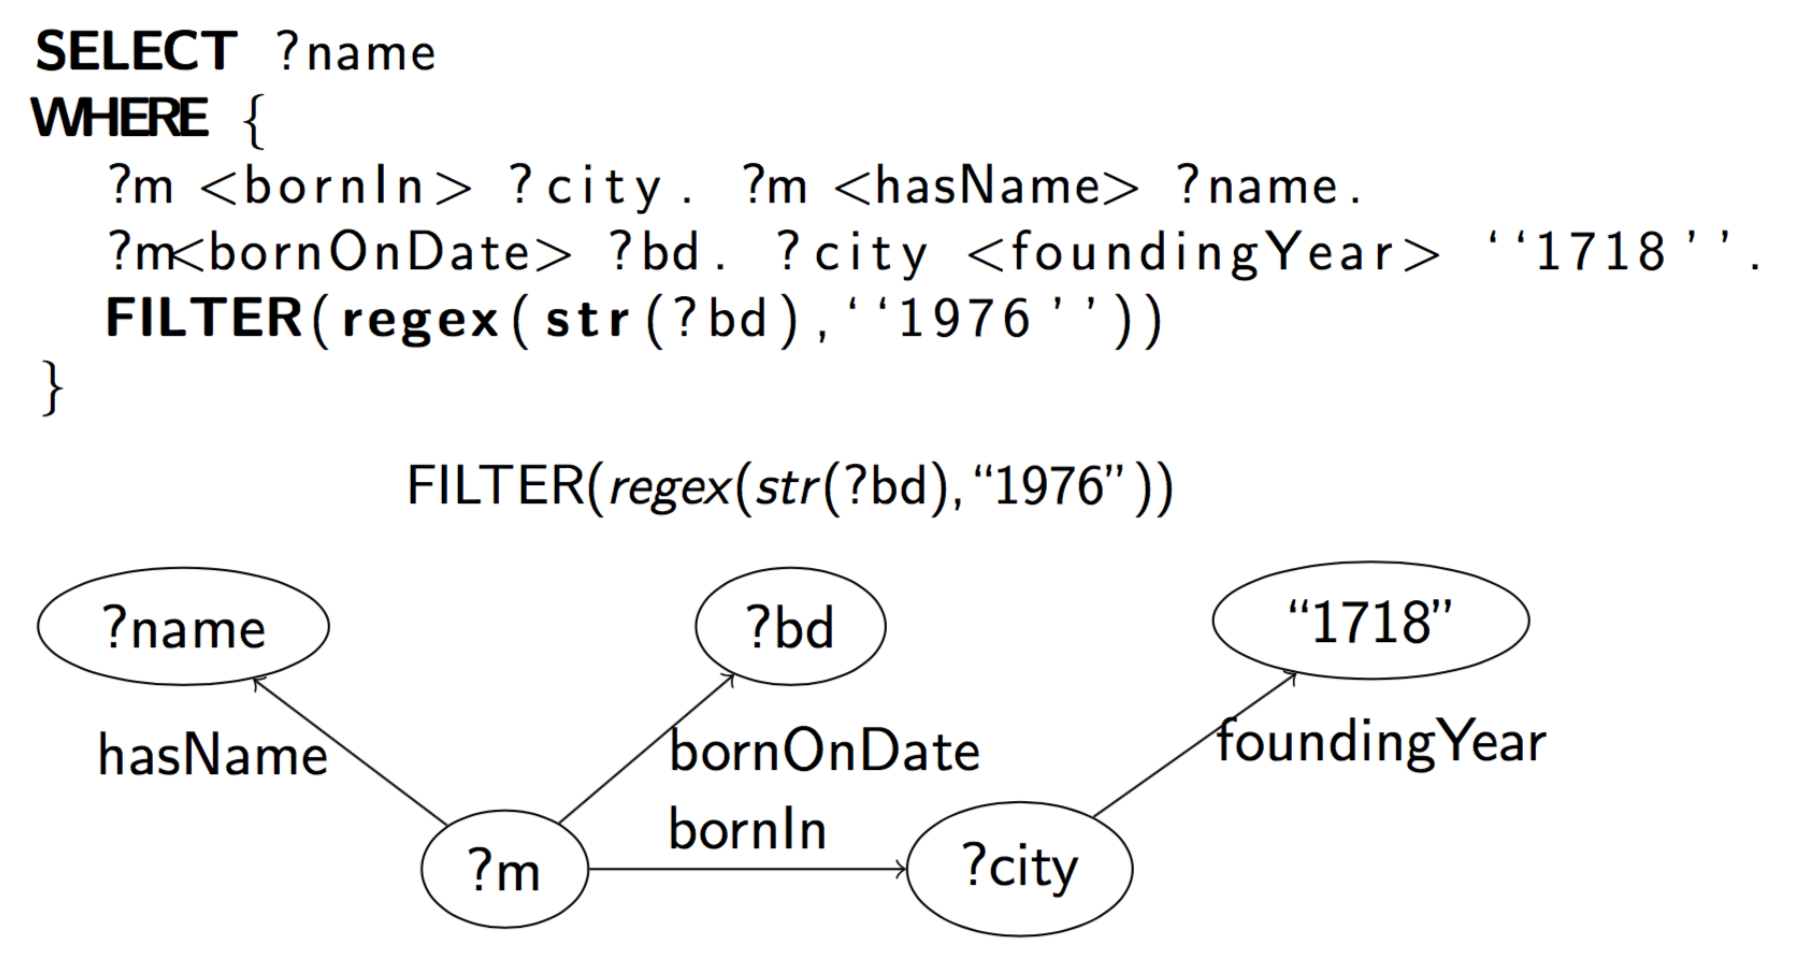 SELECT ?name
WHERE {
?m <bornIn> ?city. ?m <hasName> ?name.
?m<bornOnDate> ?bd. ?city <foundingYear> ‘‘1718’’.
FILTER(regex(str(?bd),‘‘1976’’))
}
FILTER(regex(str(?bd),“1976”))
?name
?bd
“1718”
hasName
bornOnDate
foundingYear
bornIn
?m
?city